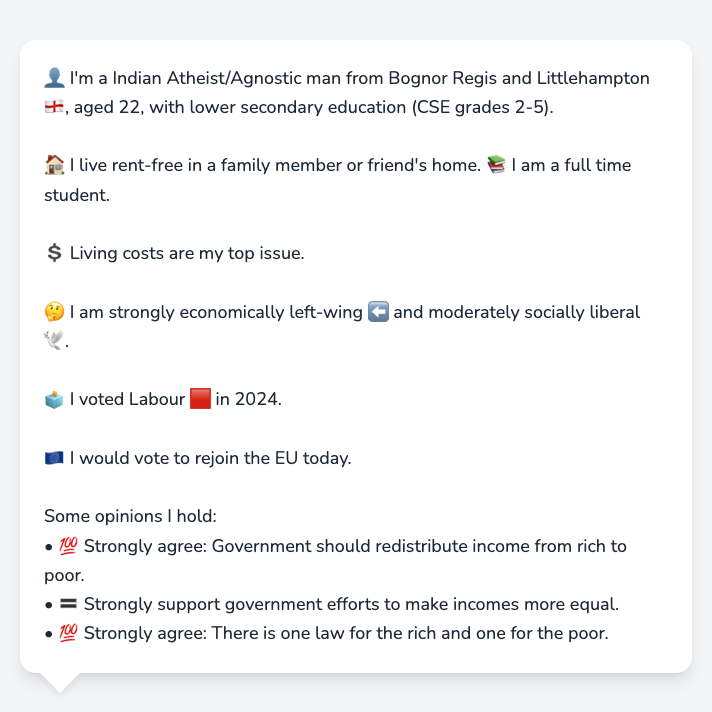 👤 I'm a Indian Atheist/Agnostic man from Bognor Regis and Littlehampton
🏴󠁧󠁢󠁥󠁮󠁧󠁿, aged 22, with lower secondary education (CSE grades 2-5).
🏠 I live rent-free in a family member or friend's home. 📚 I am a full time
student.
💲 Living costs are my top issue.
🤔 I am strongly economically left-wing ⬅️ and moderately socially liberal
🕊️.
🗳️ I voted Labour 🟥 in 2024.
🇪🇺 I would vote to rejoin the EU today.
Some opinions I hold:
• 💯 Strongly agree: Government should redistribute income from rich to
poor.
• 🟰 Strongly support government efforts to make incomes more equal.
• 💯 Strongly agree: There is one law for the rich and one for the poor.